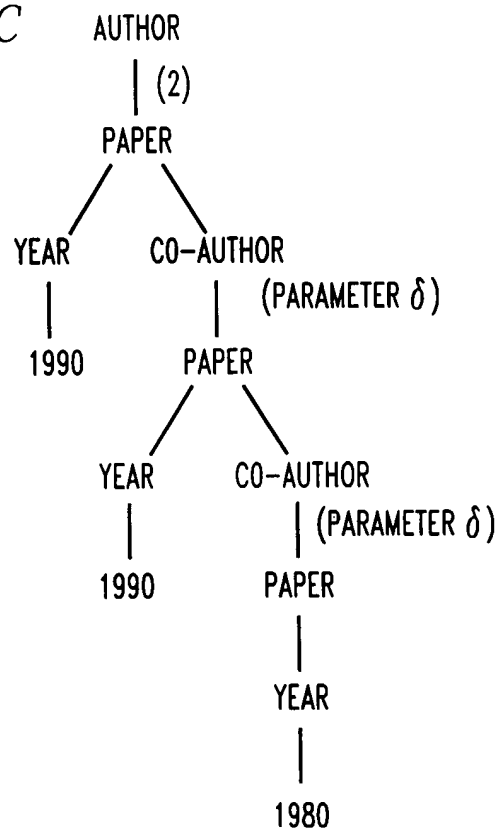 C
AUTHOR
(2)
PAPER
YEAR CO-AUTHOR
(PARAMETER δ)
1990 PAPER
YEAR CO-AUTHOR
(PARAMETER δ)
1990 PAPER
YEAR
1980